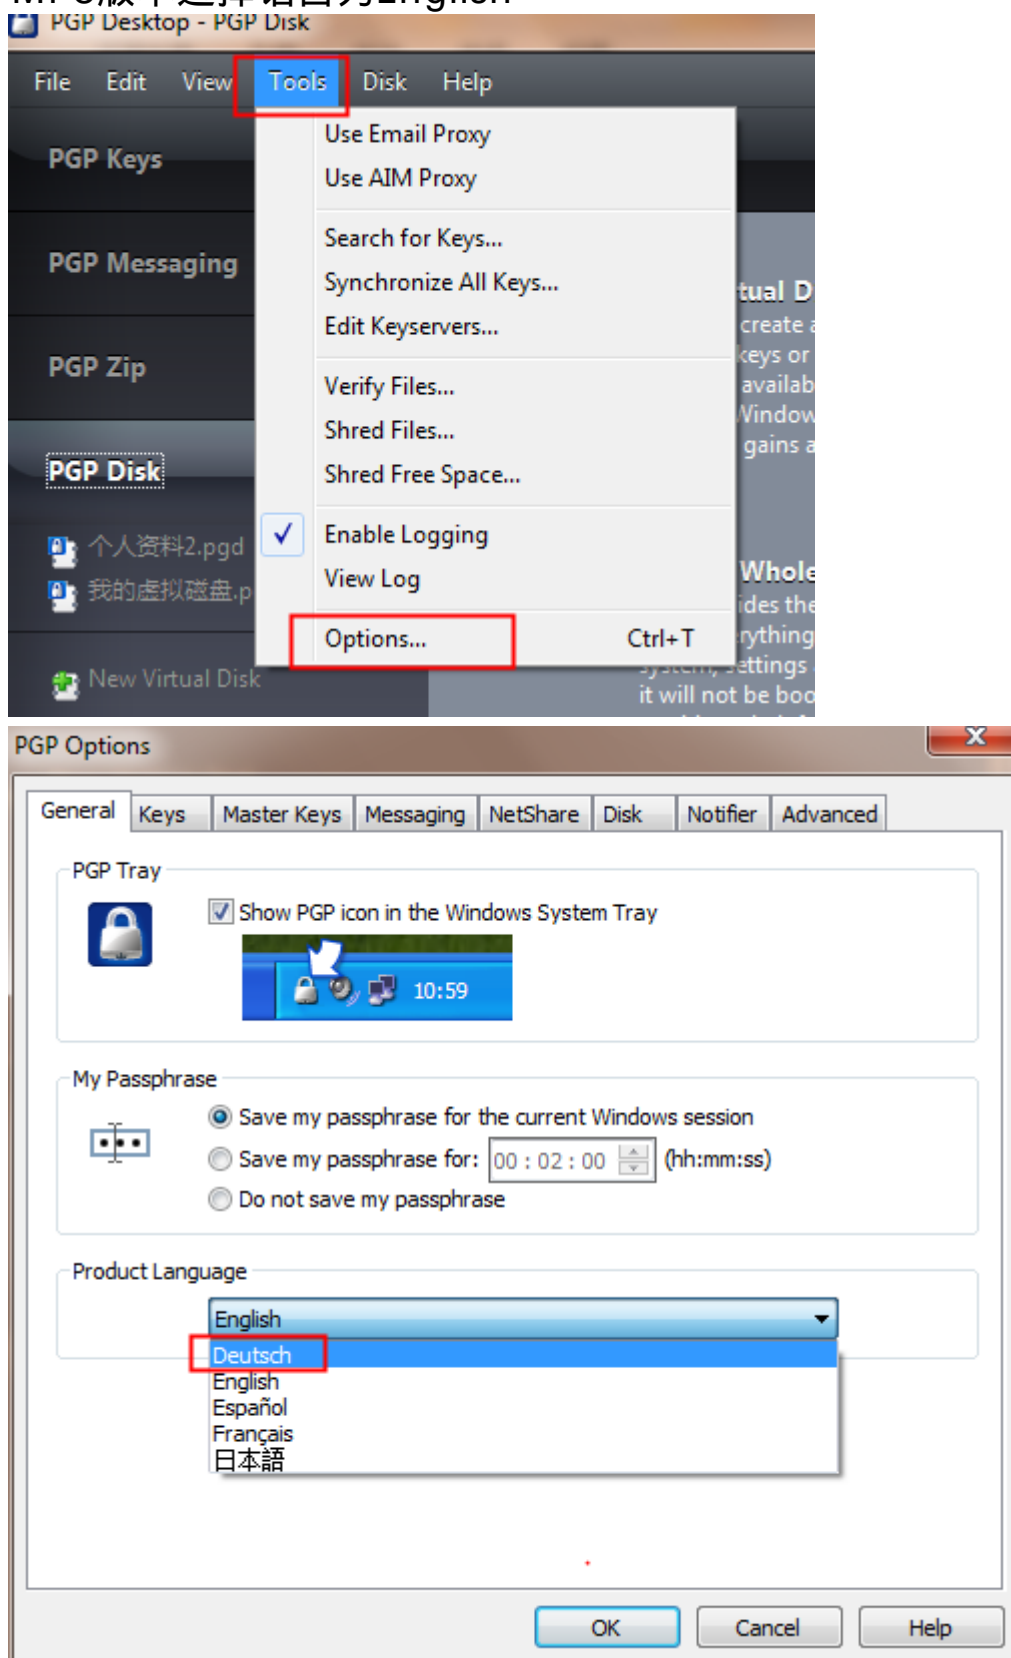 PGP Desktop - PGP Disk
File Edit View Tools Disk Help
PGP Keys
PGP Messaging
PGP Zip
PGP Disk
个人资料2.pgd
我的虚拟磁盘.p
New Virtual Disk
Use Email Proxy
Use AIM Proxy
Search for Keys...
Synchronize All Keys...
Edit Keyservers...
Verify Files...
Shred Files...
Shred Free Space...
Enable Logging
View Log
Options... Ctrl+T
tual D
create a
keys or
availab
Window
gains a
Whole
ides the
rything
system, settings
it will not be boo
PGP Options
General Keys Master Keys Messaging NetShare Disk Notifier Advanced
PGP Tray
Show PGP icon in the Windows System Tray
10:59
My Passphrase
Save my passphrase for the current Windows session
Save my passphrase for: 00 : 02 : 00 (hh:mm:ss)
Do not save my passphrase
Product Language
English
Deutsch
English
Español
Français
日本語
OK Cancel Help